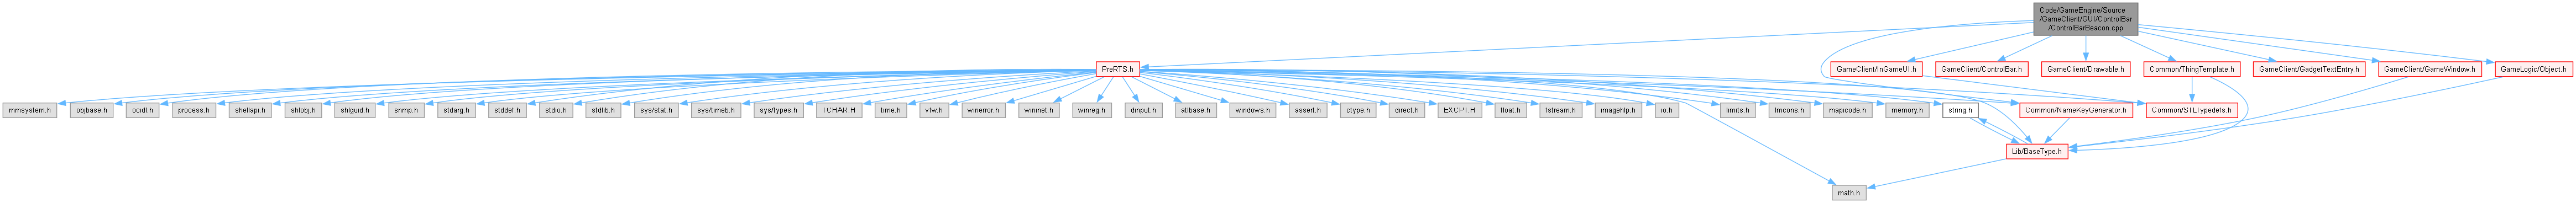 Code/GameEngine/Source
/GameClient/GUI/ControlBar
/ControlBarBeacon.cpp
PreRTS.h
GameClient/InGameUI.h
GameClient/ControlBar.h
GameClient/Drawable.h
Common/ThingTemplate.h
GameClient/GadgetTextEntry.h
GameClient/GameWindow.h
GameLogic/Object.h
mmsystem.h
objbase.h
ocidl.h
process.h
shellapi.h
shlobj.h
shlguid.h
snmp.h
stdarg.h
stddef.h
stdio.h
stdlib.h
sys/stat.h
sys/timeb.h
sys/types.h
TCHAR.H
time.h
vfw.h
winerror.h
wininet.h
winreg.h
dinput.h
atlbase.h
windows.h
assert.h
ctype.h
direct.h
EXCPT.H
float.h
fstream.h
imagehlp.h
io.h
limits.h
lmcons.h
mapicode.h
memory.h
string.h
Common/NameKeyGenerator.h
Common/STLTypedefs.h
Lib/BaseType.h
math.h